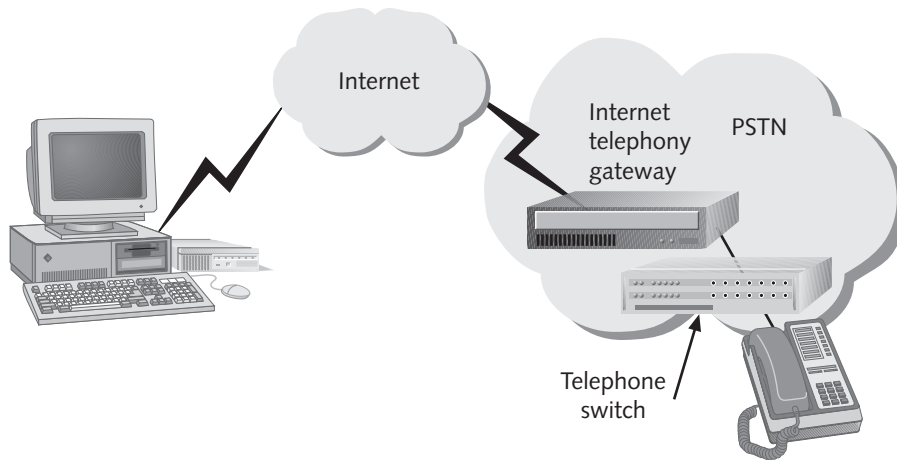 Internet
Internet
telephony
gateway
PSTN
Telephone
switch